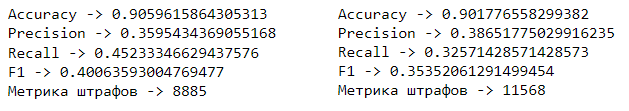 Accuracy -> 0.9059615864305313
Precision -> 0.3595434369055168
Recall -> 0.45233346629437576
F1 -> 0.40063593004769477
Метрика штрафов -> 8885
Accuracy -> 0.901776558299382
Precision -> 0.38651775029916235
Recall -> 0.32571428571428573
F1 -> 0.35352061291499454
Метрика штрафов -> 11568